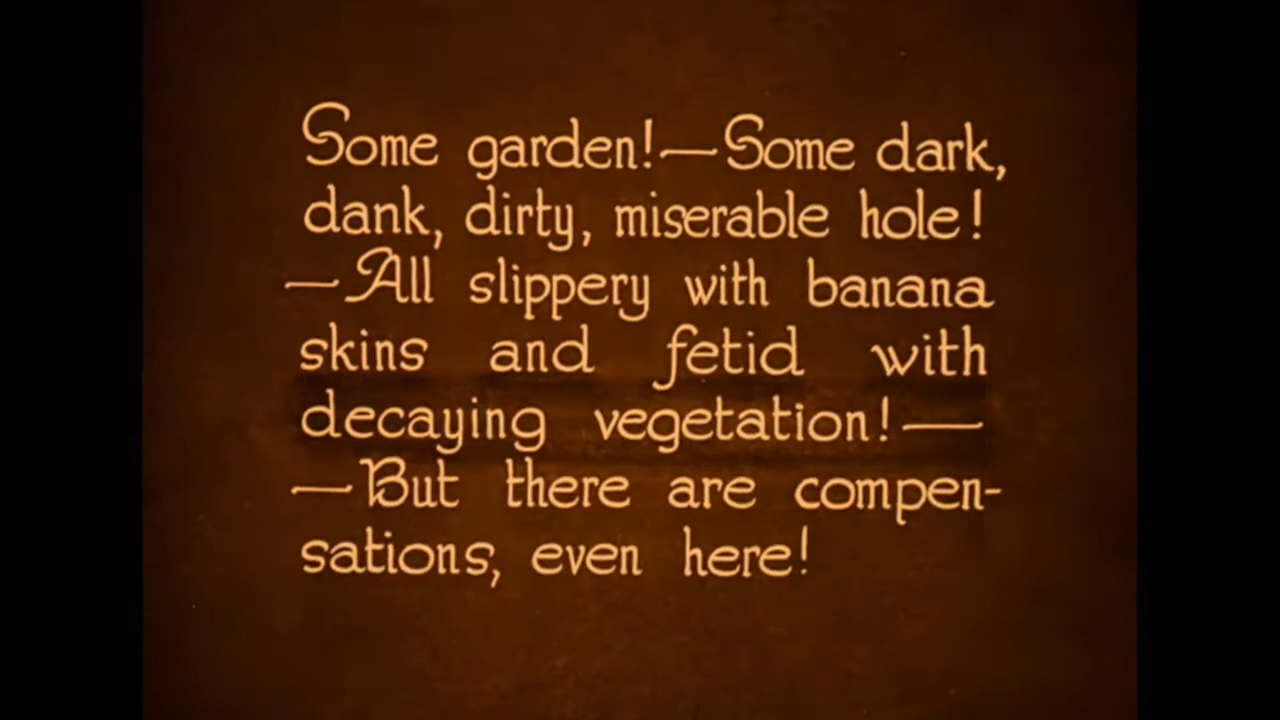 Some garden!—Some dark,
dank, dirty, miserable hole!
—All slippery with banana
skins and fetid with
decaying vegetation!—
—But there are compen-
sations, even here!